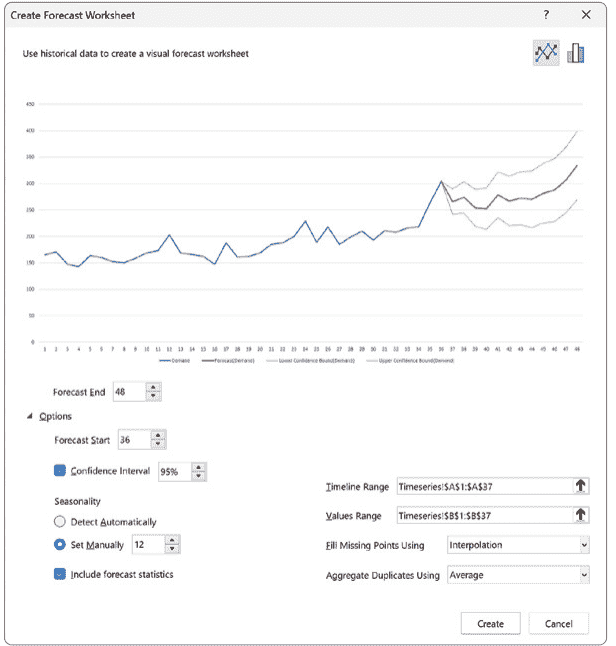 Create Forecast Worksheet ?
Use historical data to create a visual forecast worksheet
450
400
350
300
250
200
150
100
50
0
1 2 3 4 5 6 7 8 9 10 11 12 13 14 15 16 17 18 19 20 21 22 23 24 25 26 27 28 29 30 31 32 33 34 35 36 37 38 39 40 41 42 43 44 45 46 47 48
Demand Forecast(Demand) Lower Confidence Bound(Demand) Upper Confidence Bound(Demand)
Forecast End 48
Options
Forecast Start 36
Confidence Interval 95%
Seasonality
Detect Automatically
Set Manually 12
Include forecast statistics
Timeline Range Timeseries!$A$1:$A$37
Values Range Timeseries!$B$1:$B$37
Fill Missing Points Using Interpolation
Aggregate Duplicates Using Average
Create Cancel